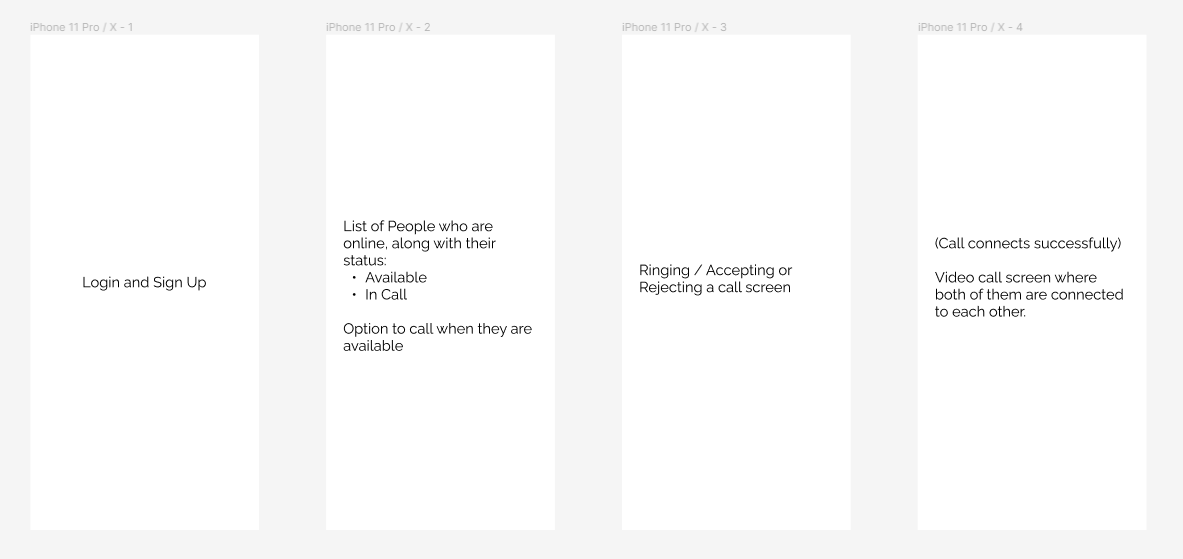 iPhone 11 Pro / X - 1
Login and Sign Up
iPhone 11 Pro / X - 2
List of People who are
online, along with their
status:
• Available
• In Call
Option to call when they are
available
iPhone 11 Pro / X - 3
Ringing / Accepting or
Rejecting a call screen
iPhone 11 Pro / X - 4
(Call connects successfully)
Video call screen where
both of them are connected
to each other.